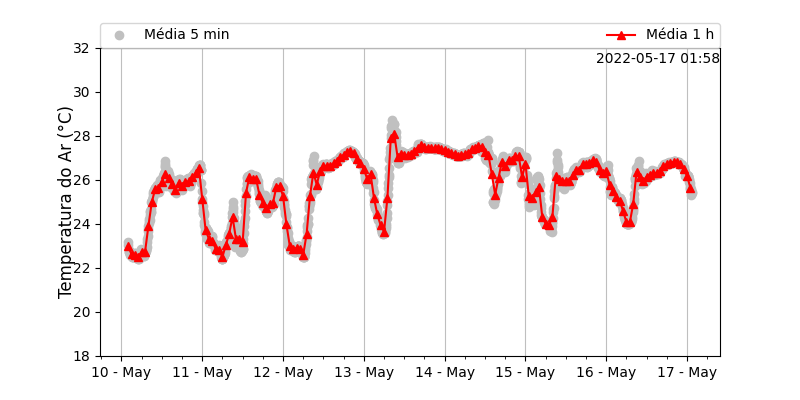 Média 5 min
Média 1 h
2022-05-17 01:58
Temperatura do Ar (°C)
32
30
28
26
24
22
20
18
10 - May
11 - May
12 - May
13 - May
14 - May
15 - May
16 - May
17 - May